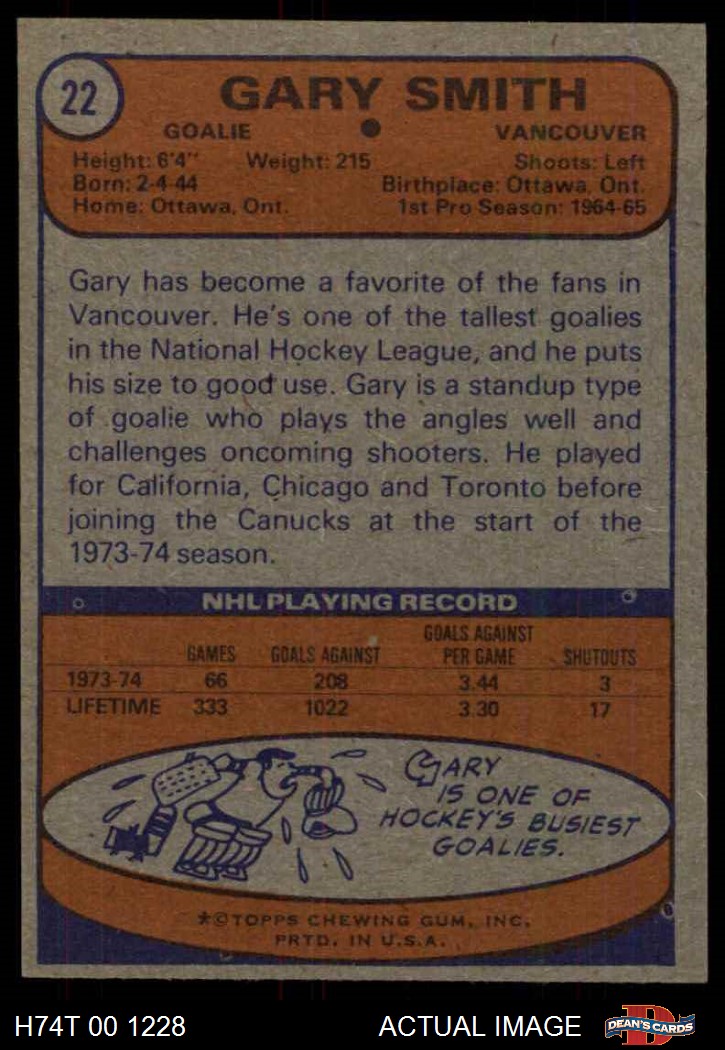 22
GARY SMITH
GOALIE ● VANCOUVER
Height: 6'4" Weight: 215 Shoots: Left
Born: 2-4-44 Birthplace: Ottawa, Ont.
Home: Ottawa, Ont. 1st Pro Season: 1964-65
Gary has become a favorite of the fans in
Vancouver. He's one of the tallest goalies
in the National Hockey League, and he puts
his size to good use. Gary is a standup type
of goalie who plays the angles well and
challenges oncoming shooters. He played
for California, Chicago and Toronto before
joining the Canucks at the start of the
1973-74 season.
NHL PLAYING RECORD
GAMES GOALS AGAINST GOALS AGAINST PER GAME SHUTOUTS
1973-74 66 208 3.44 3
LIFETIME 333 1022 3.30 17
GARY
IS ONE OF
HOCKEY'S BUSIEST
GOALIES.
★©TOPPS CHEWING GUM, INC.
PRTD. IN U.S.A.
H74T 00 1228 ACTUAL IMAGE
D
DEAN'S CARDS